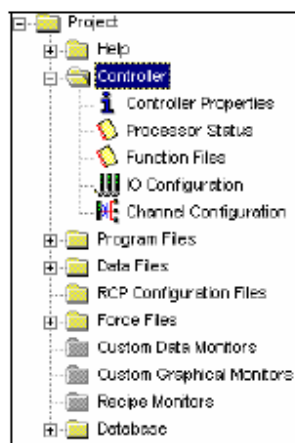 Project
Help
Controller
Controller Properties
Processor Status
Function Files
IO Configuration
Channel Configuration
Program Files
Data Files
RCP Configuration Files
Force Files
Custom Data Monitors
Custom Graphical Monitors
Recipe Monitors
Database